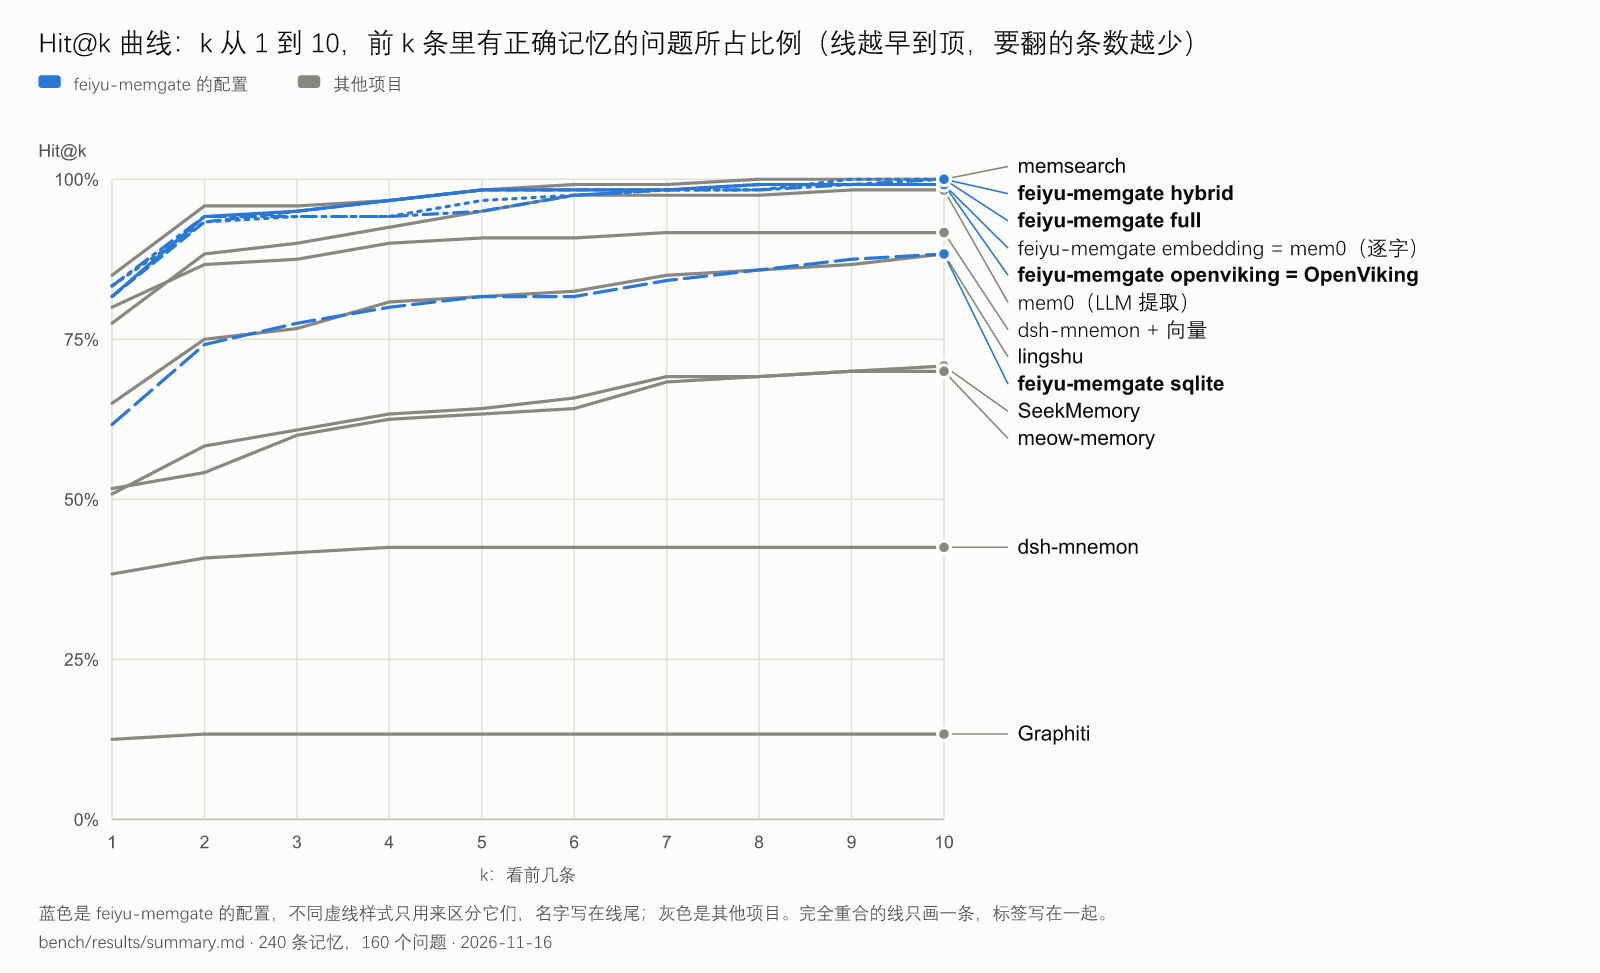 Hit@k 曲线：k 从 1 到 10，前 k 条里有正确记忆的问题所占比例（线越早到顶，要翻的条数越少）
feiyu-memgate 的配置
其他项目
Hit@k
100%
75%
50%
25%
0%
1 2 3 4 5 6 7 8 9 10
k：看前几条
memsearch
feiyu-memgate hybrid
feiyu-memgate full
feiyu-memgate embedding = mem0（逐字）
feiyu-memgate openviking = OpenViking
mem0（LLM 提取）
dsh-mnemon + 向量
lingshu
feiyu-memgate sqlite
SeekMemory
meow-memory
dsh-mnemon
Graphiti
蓝色是 feiyu-memgate 的配置，不同虚线样式只用来区分它们，名字写在线尾；灰色是其他项目。完全重合的线只画一条，标签写在一起。
bench/results/summary.md · 240 条记忆，160 个问题 · 2026-11-16